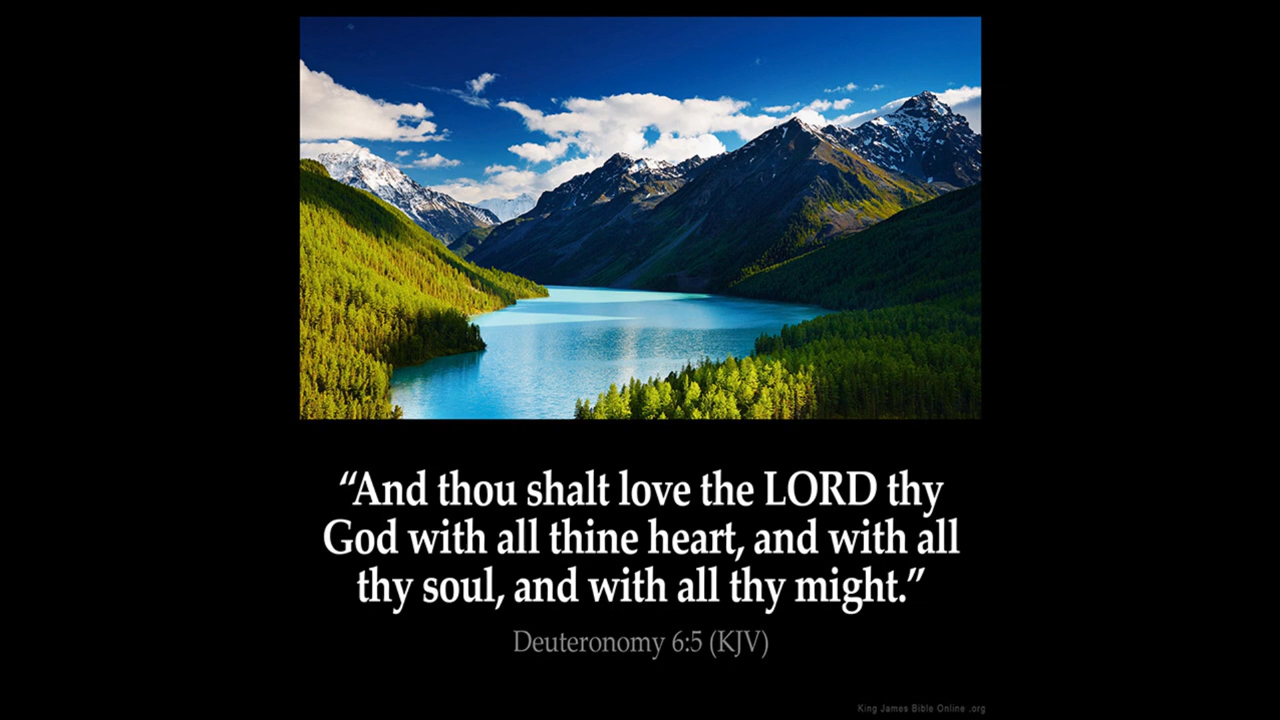 “And thou shalt love the LORD thy
God with all thine heart, and with all
thy soul, and with all thy might.”
Deuteronomy 6:5 (KJV)
King James Bible Online .org